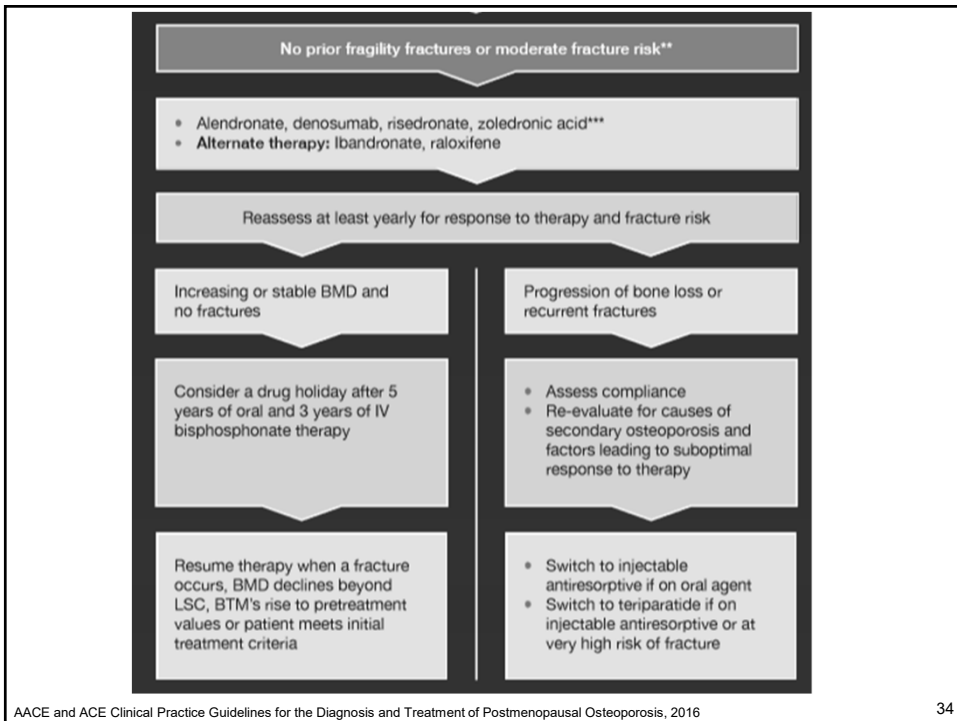 No prior fragility fractures or moderate fracture risk**
• Alendronate, denosumab, risedronate, zoledronic acid***
• Alternate therapy: Ibandronate, raloxifene
Reassess at least yearly for response to therapy and fracture risk
Increasing or stable BMD and
no fractures
Consider a drug holiday after 5
years of oral and 3 years of IV
bisphosphonate therapy
Resume therapy when a fracture
occurs, BMD declines beyond
LSC, BTM's rise to pretreatment
values or patient meets initial
treatment criteria
Progression of bone loss or
recurrent fractures
• Assess compliance
• Re-evaluate for causes of
secondary osteoporosis and
factors leading to suboptimal
response to therapy
• Switch to injectable
antiresorptive if on oral agent
• Switch to teriparatide if on
injectable antiresorptive or at
very high risk of fracture
AACE and ACE Clinical Practice Guidelines for the Diagnosis and Treatment of Postmenopausal Osteoporosis, 2016
34